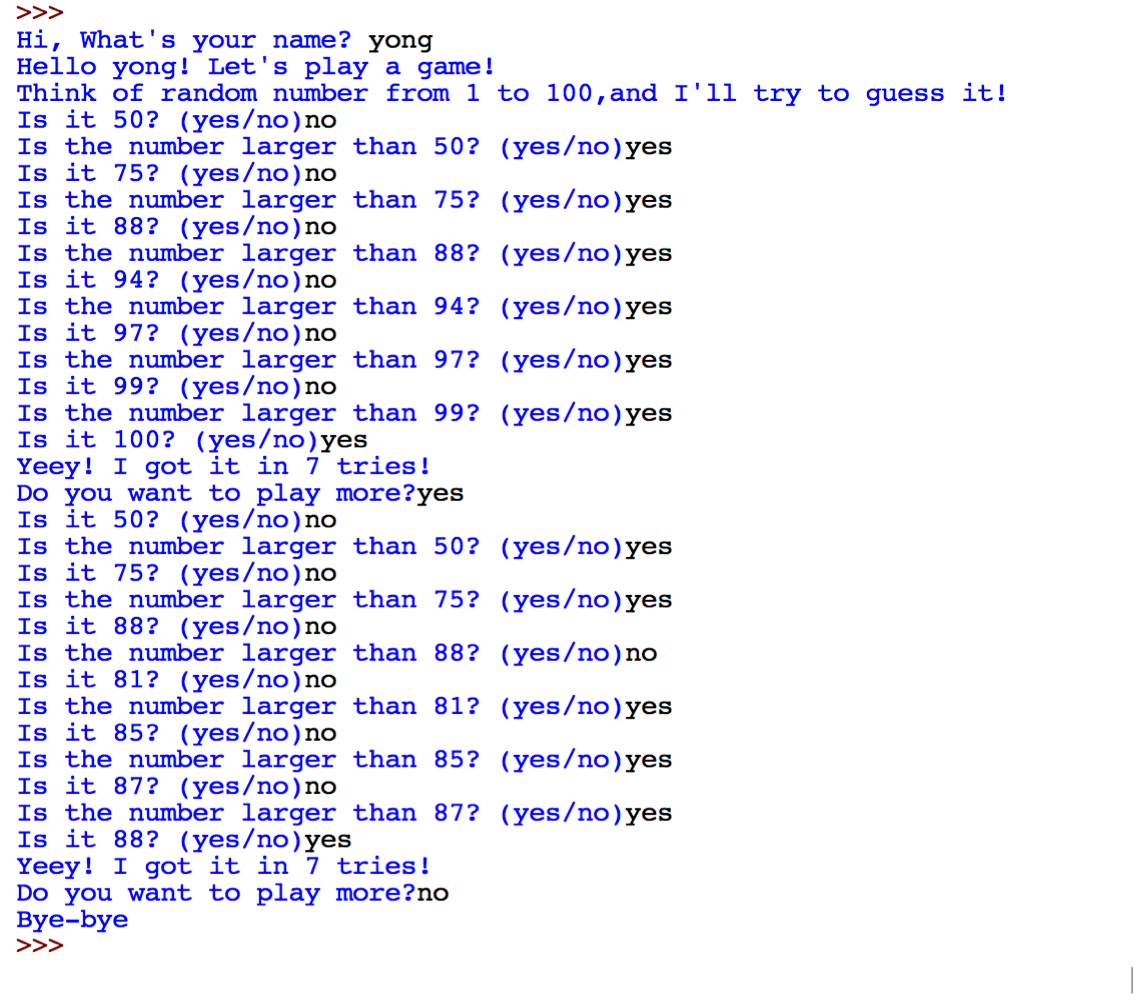 >>>
Hi, What's your name? yong
Hello yong! Let's play a game!
Think of random number from 1 to 100,and I'll try to guess it!
Is it 50? (yes/no)no
Is the number larger than 50? (yes/no)yes
Is it 75? (yes/no)no
Is the number larger than 75? (yes/no)yes
Is it 88? (yes/no)no
Is the number larger than 88? (yes/no)yes
Is it 94? (yes/no)no
Is the number larger than 94? (yes/no)yes
Is it 97? (yes/no)no
Is the number larger than 97? (yes/no)yes
Is it 99? (yes/no)no
Is the number larger than 99? (yes/no)yes
Is it 100? (yes/no)yes
Yeey! I got it in 7 tries!
Do you want to play more?yes
Is it 50? (yes/no)no
Is the number larger than 50? (yes/no)yes
Is it 75? (yes/no)no
Is the number larger than 75? (yes/no)yes
Is it 88? (yes/no)no
Is the number larger than 88? (yes/no)no
Is it 81? (yes/no)no
Is the number larger than 81? (yes/no)yes
Is it 85? (yes/no)no
Is the number larger than 85? (yes/no)yes
Is it 87? (yes/no)no
Is the number larger than 87? (yes/no)yes
Is it 88? (yes/no)yes
Yeey! I got it in 7 tries!
Do you want to play more?no
Bye-bye
>>>